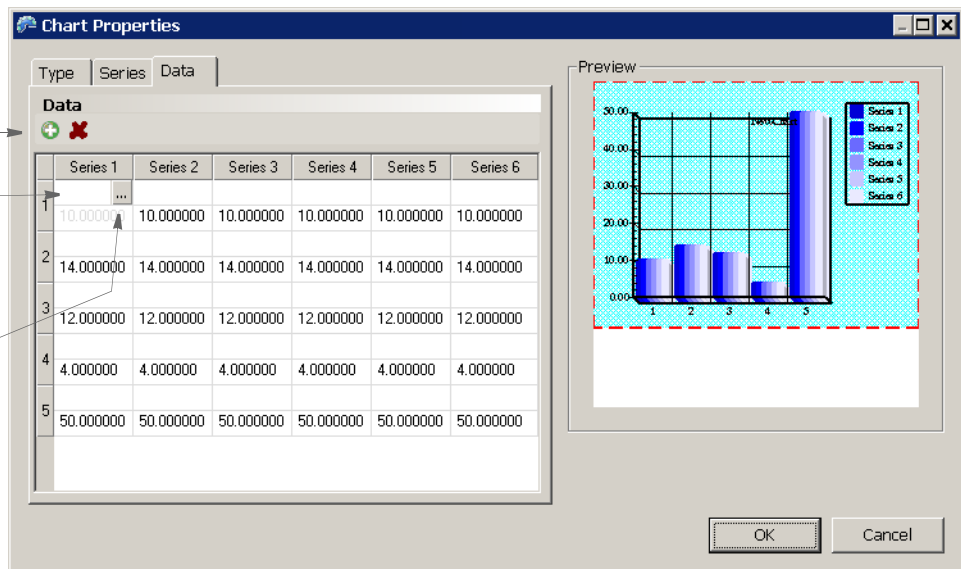 Chart Properties
Type Series Data
Data
Series 1 Series 2 Series 3 Series 4 Series 5 Series 6
...
1 10.000000 10.000000 10.000000 10.000000 10.000000 10.000000
2 14.000000 14.000000 14.000000 14.000000 14.000000 14.000000
3 12.000000 12.000000 12.000000 12.000000 12.000000 12.000000
4 4.000000 4.000000 4.000000 4.000000 4.000000 4.000000
5 50.000000 50.000000 50.000000 50.000000 50.000000 50.000000
Preview
50.00
40.00
30.00
20.00
10.00
0.00
1 2 3 4 5
Series 1
Series 2
Series 3
Series 4
Series 5
Series 6
OK Cancel